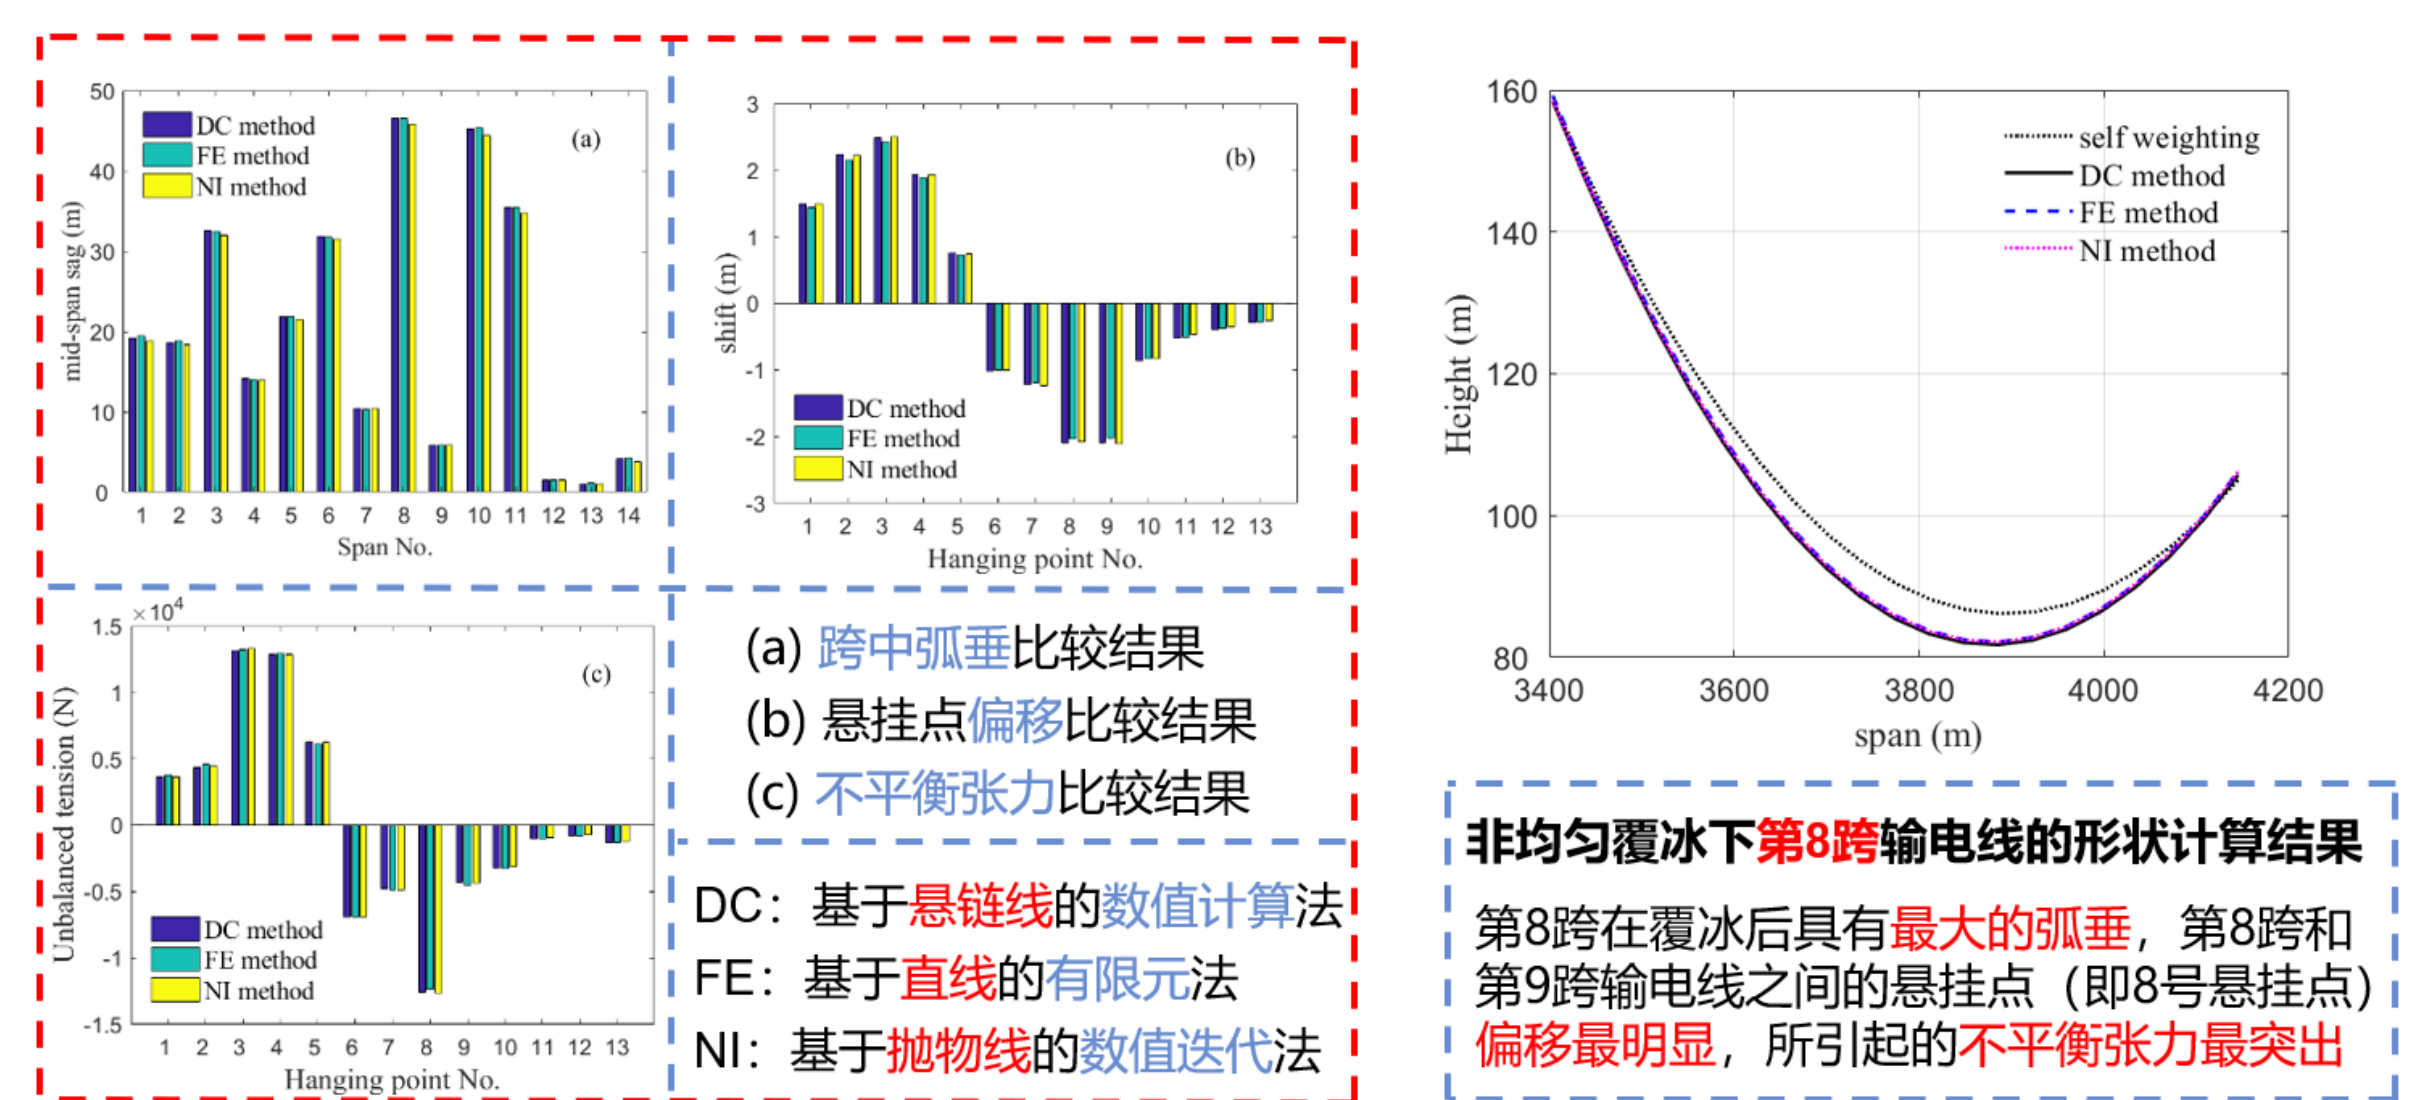 50
40
30
20
10
0
mid-span sag (m)
DC method
FE method
NI method
(a)
1 2 3 4 5 6 7 8 9 10 11 12 13 14
Span No.
3
2
1
0
-1
-2
-3
shift (m)
(b)
DC method
FE method
NI method
1 2 3 4 5 6 7 8 9 10 11 12 13
Hanging point No.
×10⁴
1.5
1
0.5
0
-0.5
-1
-1.5
Unbalanced tension (N)
(c)
DC method
FE method
NI method
1 2 3 4 5 6 7 8 9 10 11 12 13
Hanging point No.
(a) 跨中弧垂比较结果
(b) 悬挂点偏移比较结果
(c) 不平衡张力比较结果
DC：基于悬链线的数值计算法
FE：基于直线的有限元法
NI：基于抛物线的数值迭代法
160
140
120
100
80
Height (m)
self weighting
DC method
FE method
NI method
3400 3600 3800 4000 4200
span (m)
非均匀覆冰下第8跨输电线的形状计算结果
第8跨在覆冰后具有最大的弧垂，第8跨和
第9跨输电线之间的悬挂点（即8号悬挂点）
偏移最明显，所引起的不平衡张力最突出